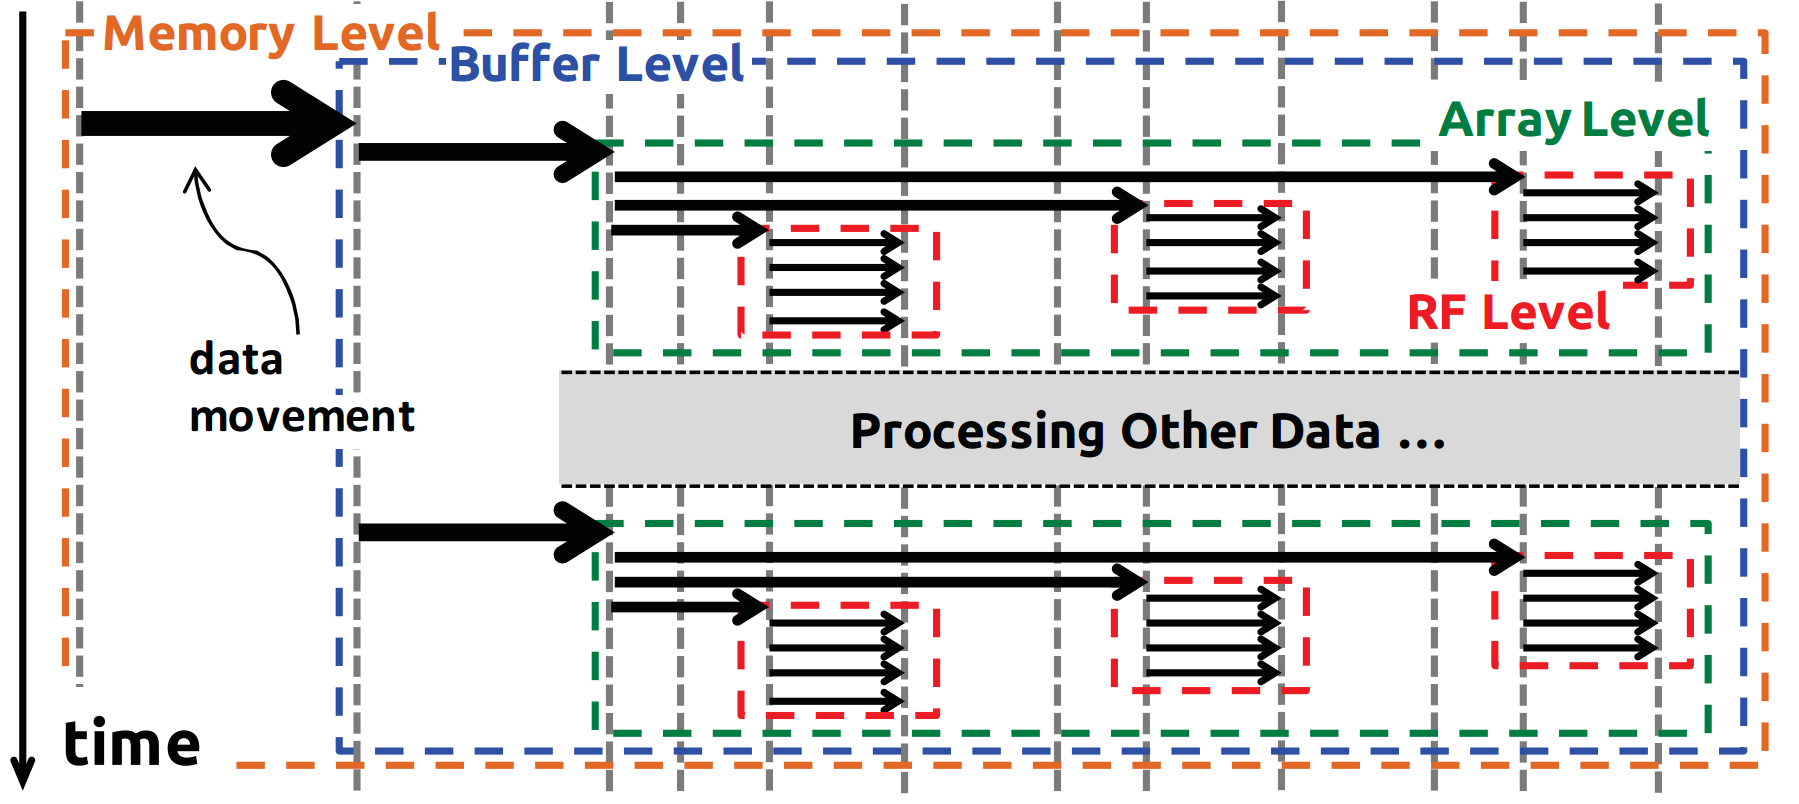 Memory Level
Buffer Level
Array Level
RF Level
data
movement
Processing Other Data ...
time